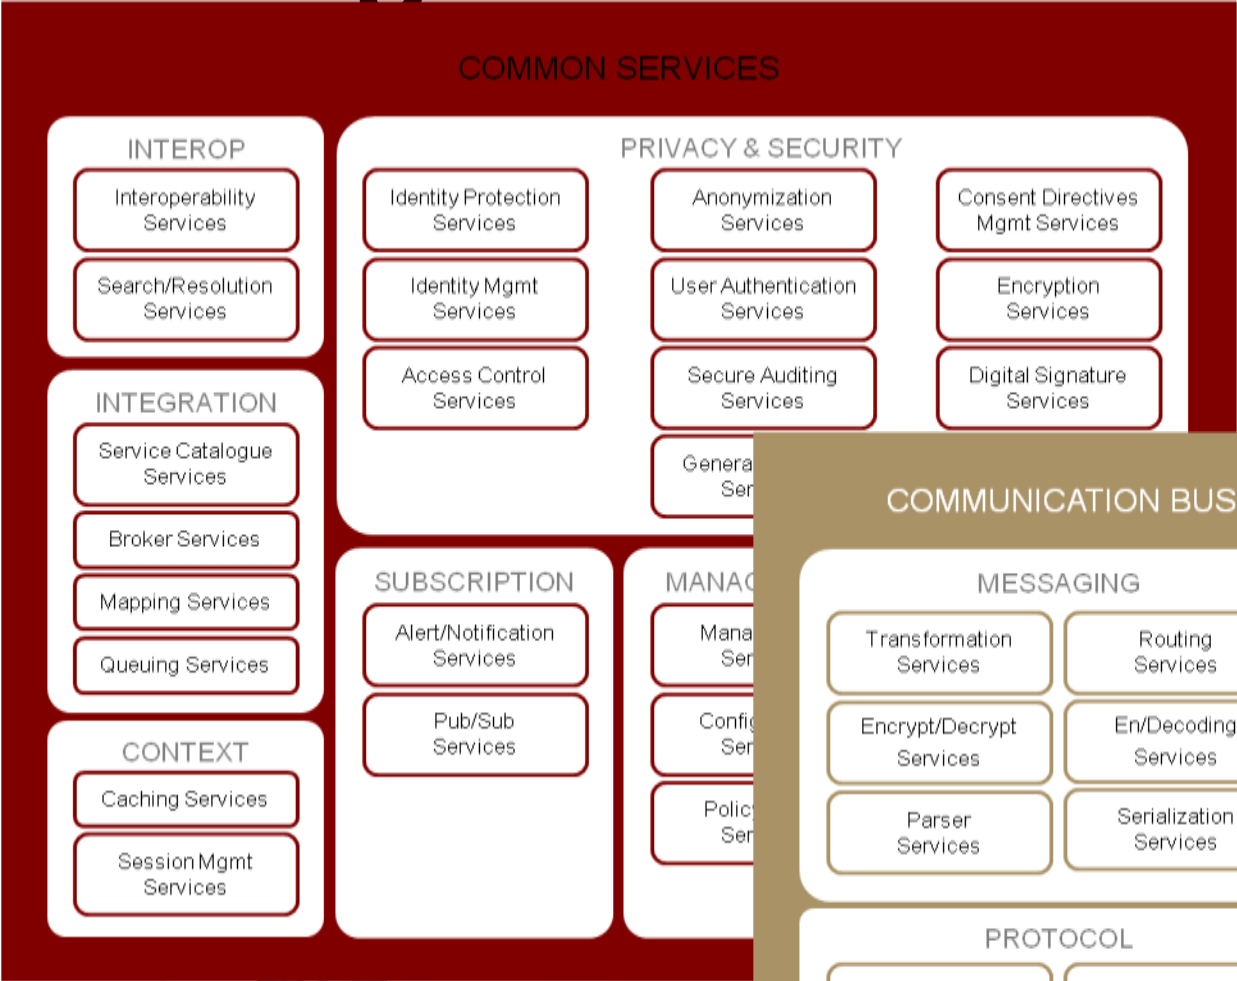 COMMON SERVICES
INTEROP
Interoperability
Services
Search/Resolution
Services
INTEGRATION
Service Catalogue
Services
Broker Services
Mapping Services
Queuing Services
CONTEXT
Caching Services
Session Mgmt
Services
PRIVACY & SECURITY
Identity Protection
Services
Identity Mgmt
Services
Access Control
Services
Anonymization
Services
User Authentication
Services
Secure Auditing
Services
Consent Directives
Mgmt Services
Encryption
Services
Digital Signature
Services
SUBSCRIPTION
Alert/Notification
Services
Pub/Sub
Services
COMMUNICATION BUS
MESSAGING
Transformation
Services
Routing
Services
Encrypt/Decrypt
Services
En/Decoding
Services
Parser
Services
Serialization
Services
PROTOCOL